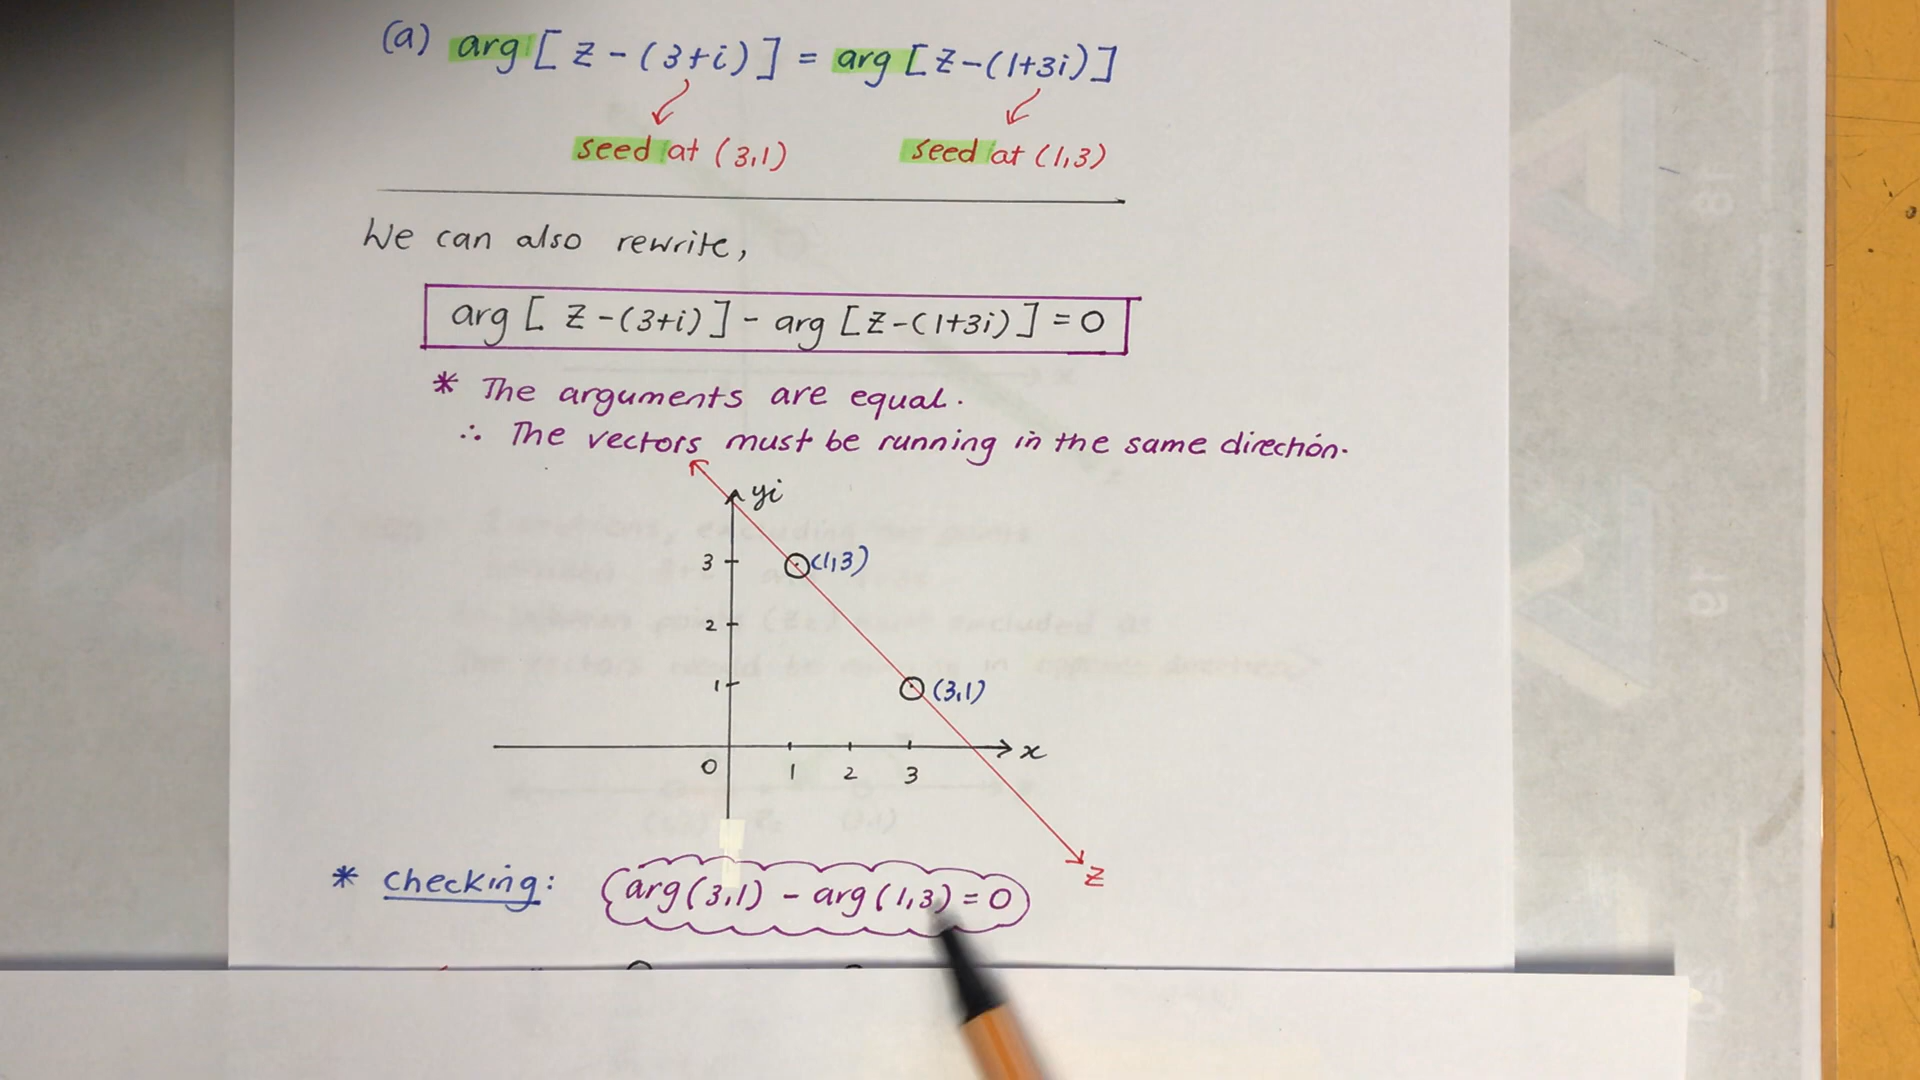 (a) arg [ z - (3+i) ] = arg [z-(1+3i)]
seed at (3,1) seed at (1,3)
We can also rewrite,
arg [ z -(3+i) ] - arg [z-(1+3i) ] = 0
* The arguments are equal.
∴ The vectors must be running in the same direction.
yi
3 (1,3)
2
1 (3,1)
x
0 1 2 3
z
* checking: arg(3,1) - arg(1,3) = 0